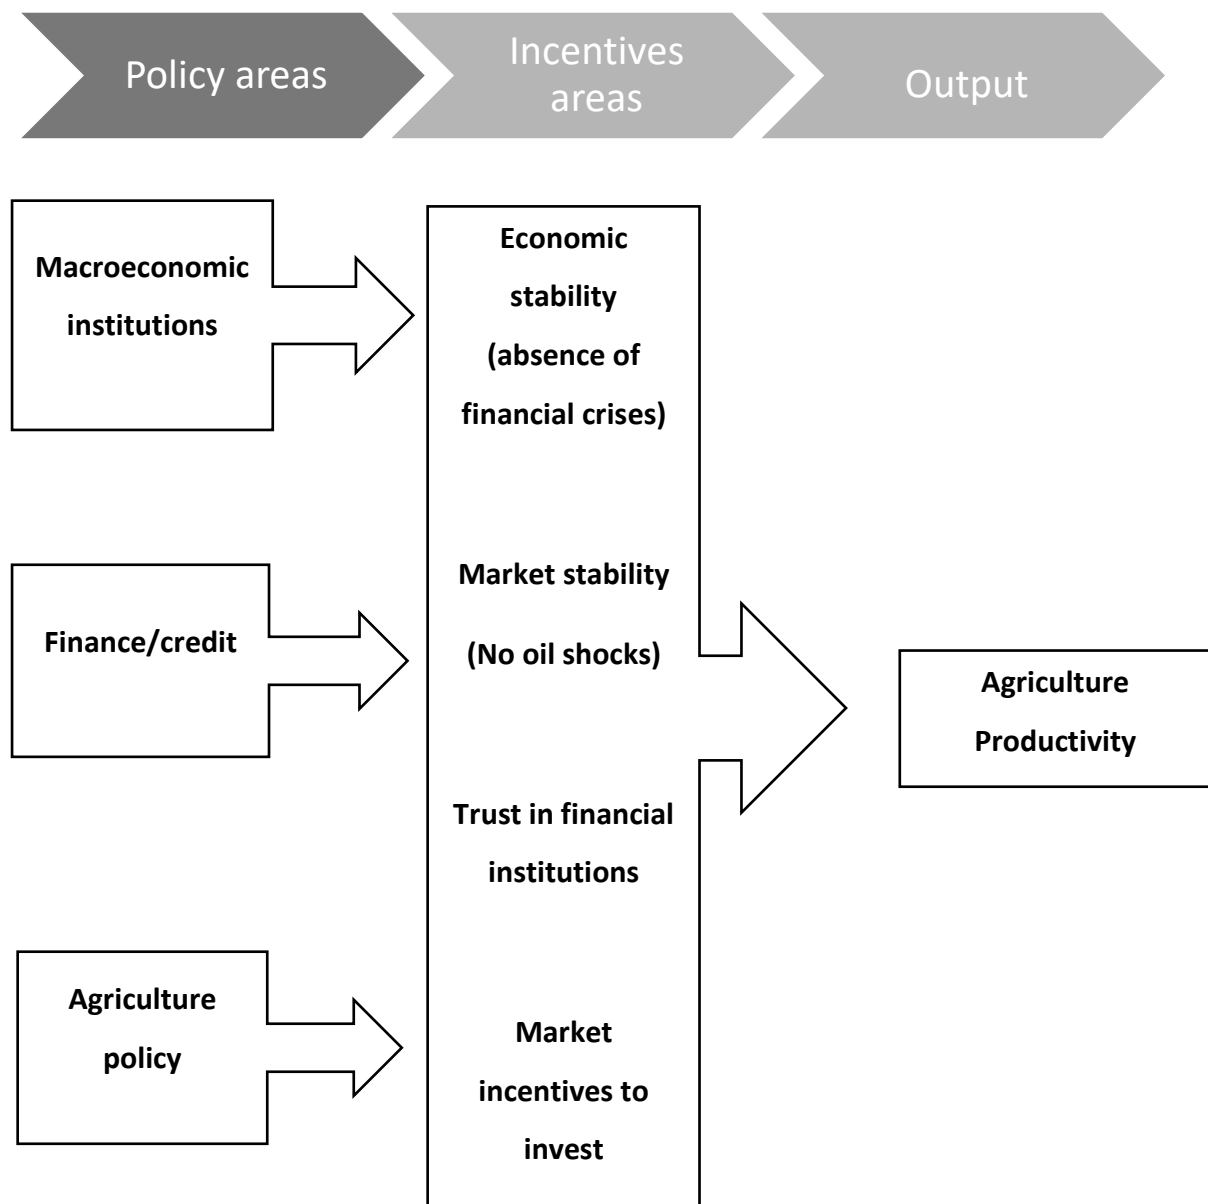 Policy areas
Incentives
areas
Output
Macroeconomic
institutions
Finance/credit
Agriculture
policy
Economic
stability
(absence of
financial crises)
Market stability
(No oil shocks)
Trust in financial
institutions
Market
incentives to
invest
Agriculture
Productivity